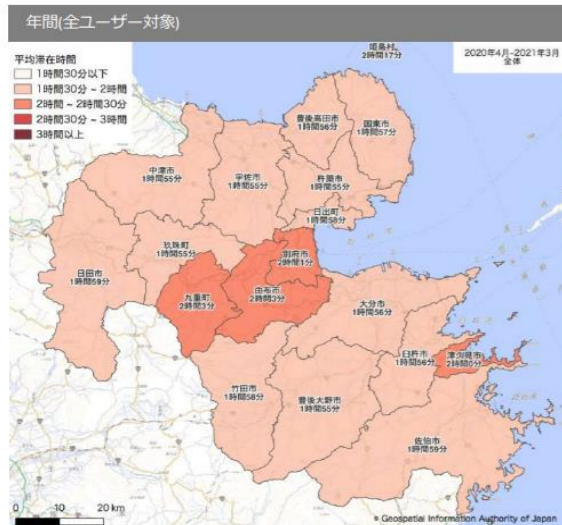 年間(全ユーザー対象)
2020年4月-2021年3月
全体
平均滞在時間
1時間30分以下
1時間30分 ~ 2時間
2時間 ~ 2時間30分
2時間30分 ~ 3時間
3時間以上
姫島村
2時間17分
豊後高田市
1時間56分
国東市
1時間57分
中津市
1時間55分
宇佐市
1時間55分
杵築市
1時間55分
日出町
1時間58分
玖珠町
1時間55分
別府市
2時間1分
日田市
1時間59分
九重町
2時間3分
由布市
2時間3分
大分市
1時間56分
臼杵市
1時間56分
津久見市
2時間0分
竹田市
1時間58分
豊後大野市
1時間55分
佐伯市
1時間59分
0 10 20 km
Geospatial Information Authority of Japan